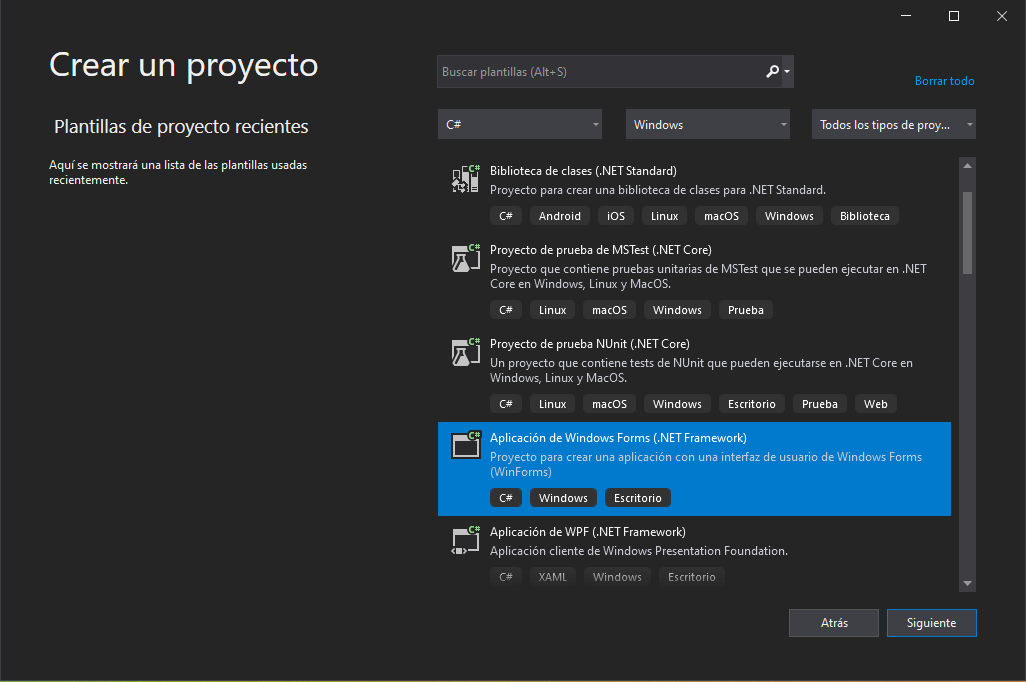 Crear un proyecto
Plantillas de proyecto recientes
Aquí se mostrará una lista de las plantillas usadas
recientemente.
Buscar plantillas (Alt+S)
Borrar todo
C#
Windows
Todos los tipos de proy...
C#
Biblioteca de clases (.NET Standard)
Proyecto para crear una biblioteca de clases para .NET Standard.
C# Android iOS Linux macOS Windows Biblioteca
C#
Proyecto de prueba de MSTest (.NET Core)
Proyecto que contiene pruebas unitarias de MSTest que se pueden ejecutar en .NET
Core en Windows, Linux y MacOS.
C# Linux macOS Windows Prueba
C#
Proyecto de prueba NUnit (.NET Core)
Un proyecto que contiene tests de NUnit que pueden ejecutarse en .NET Core en
Windows, Linux y MacOS.
C# Linux macOS Windows Escritorio Prueba Web
C#
Aplicación de Windows Forms (.NET Framework)
Proyecto para crear una aplicación con una interfaz de usuario de Windows Forms
(WinForms)
C# Windows Escritorio
C#
Aplicación de WPF (.NET Framework)
Aplicación cliente de Windows Presentation Foundation.
C# XAML Windows Escritorio
Atrás
Siguiente